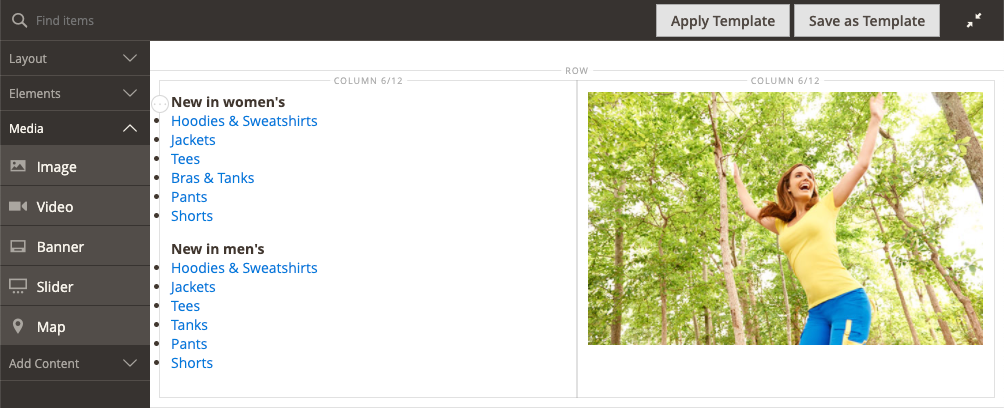 Find items
Apply Template
Save as Template
Layout
Elements
Media
Image
Video
Banner
Slider
Map
Add Content
ROW
COLUMN 6/12
New in women's
Hoodies & Sweatshirts
Jackets
Tees
Bras & Tanks
Pants
Shorts
New in men's
Hoodies & Sweatshirts
Jackets
Tees
Tanks
Pants
Shorts
COLUMN 6/12